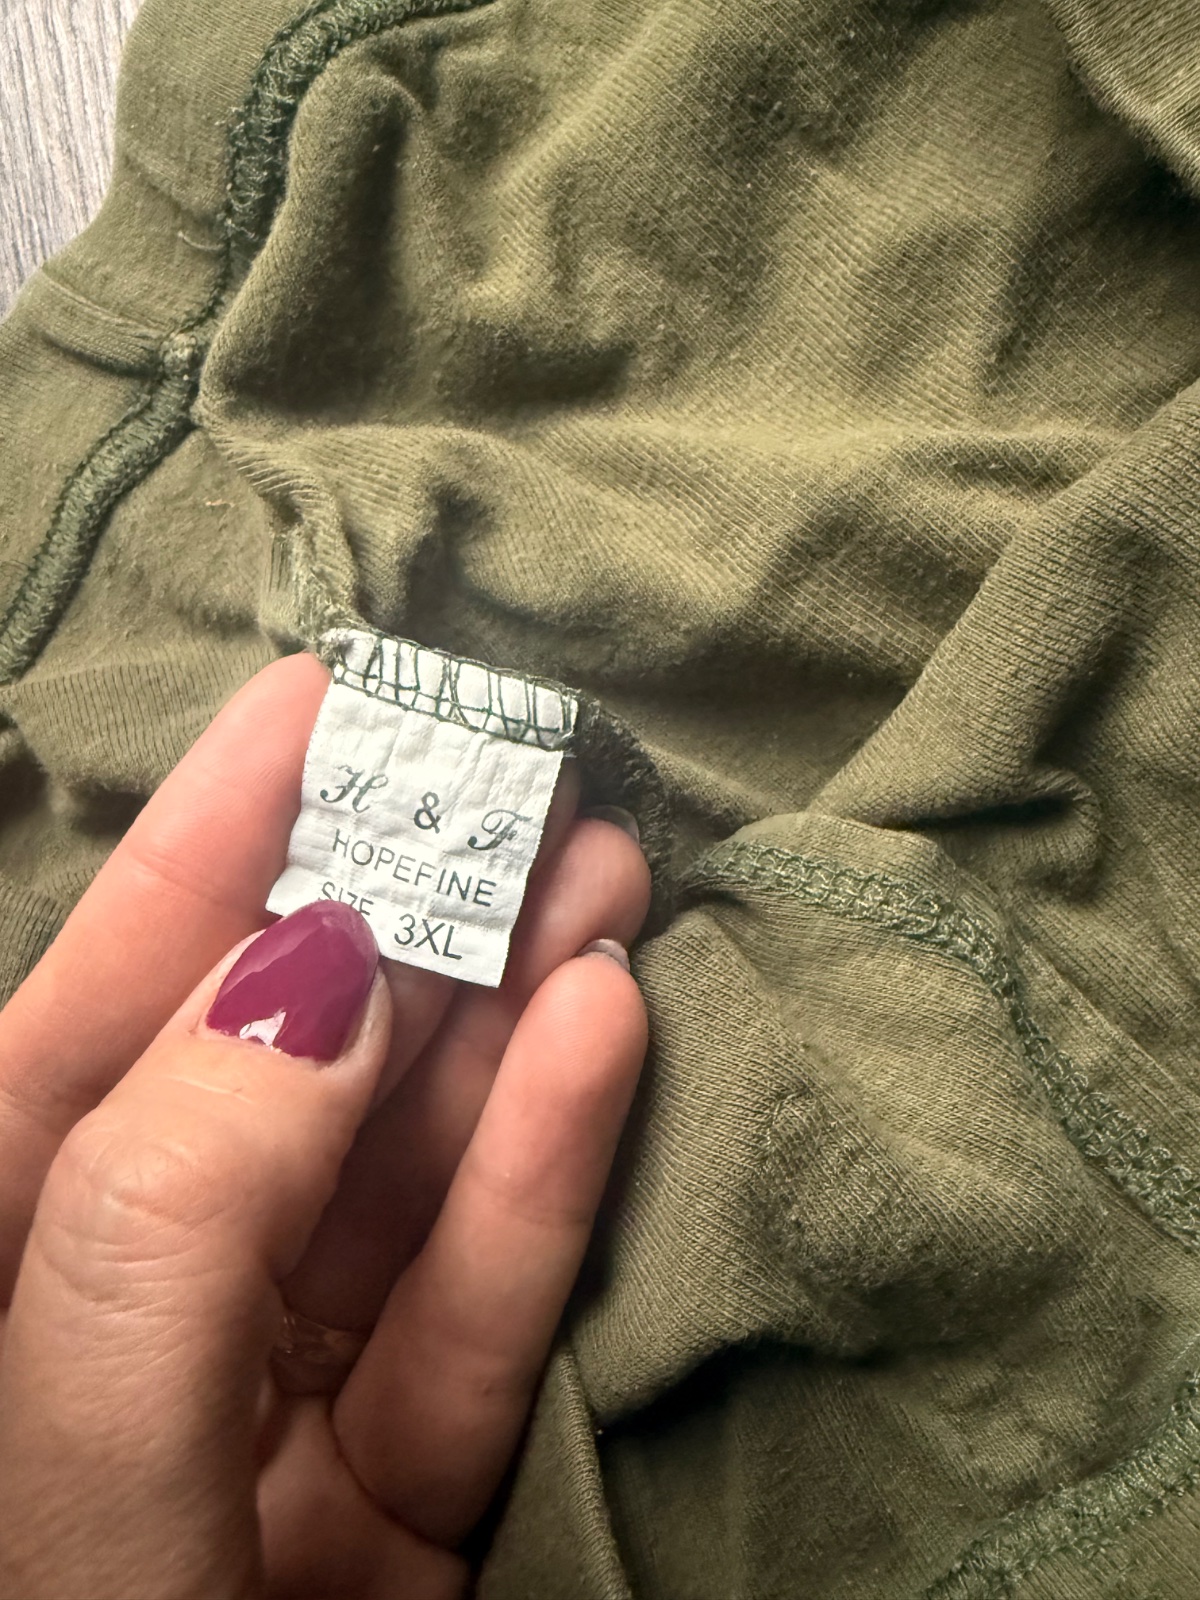 H & F
HOPEFINE
SIZE 3XL